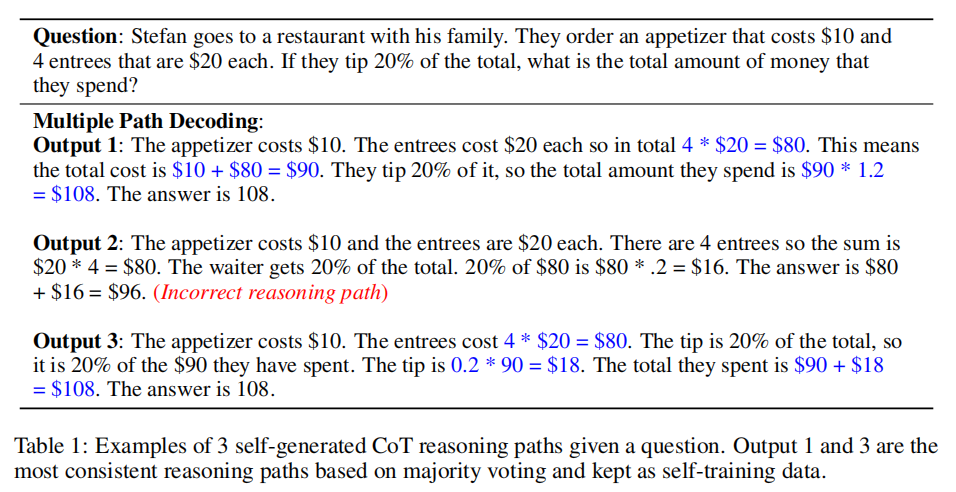 Question: Stefan goes to a restaurant with his family. They order an appetizer that costs $10 and
4 entrees that are $20 each. If they tip 20% of the total, what is the total amount of money that
they spend?
Multiple Path Decoding:
Output 1: The appetizer costs $10. The entrees cost $20 each so in total 4 * $20 = $80. This means
the total cost is $10 + $80 = $90. They tip 20% of it, so the total amount they spend is $90 * 1.2
= $108. The answer is 108.
Output 2: The appetizer costs $10 and the entrees are $20 each. There are 4 entrees so the sum is
$20 * 4 = $80. The waiter gets 20% of the total. 20% of $80 is $80 * .2 = $16. The answer is $80
+ $16 = $96. (Incorrect reasoning path)
Output 3: The appetizer costs $10. The entrees cost 4 * $20 = $80. The tip is 20% of the total, so
it is 20% of the $90 they have spent. The tip is 0.2 * 90 = $18. The total they spent is $90 + $18
= $108. The answer is 108.
Table 1: Examples of 3 self-generated CoT reasoning paths given a question. Output 1 and 3 are the
most consistent reasoning paths based on majority voting and kept as self-training data.